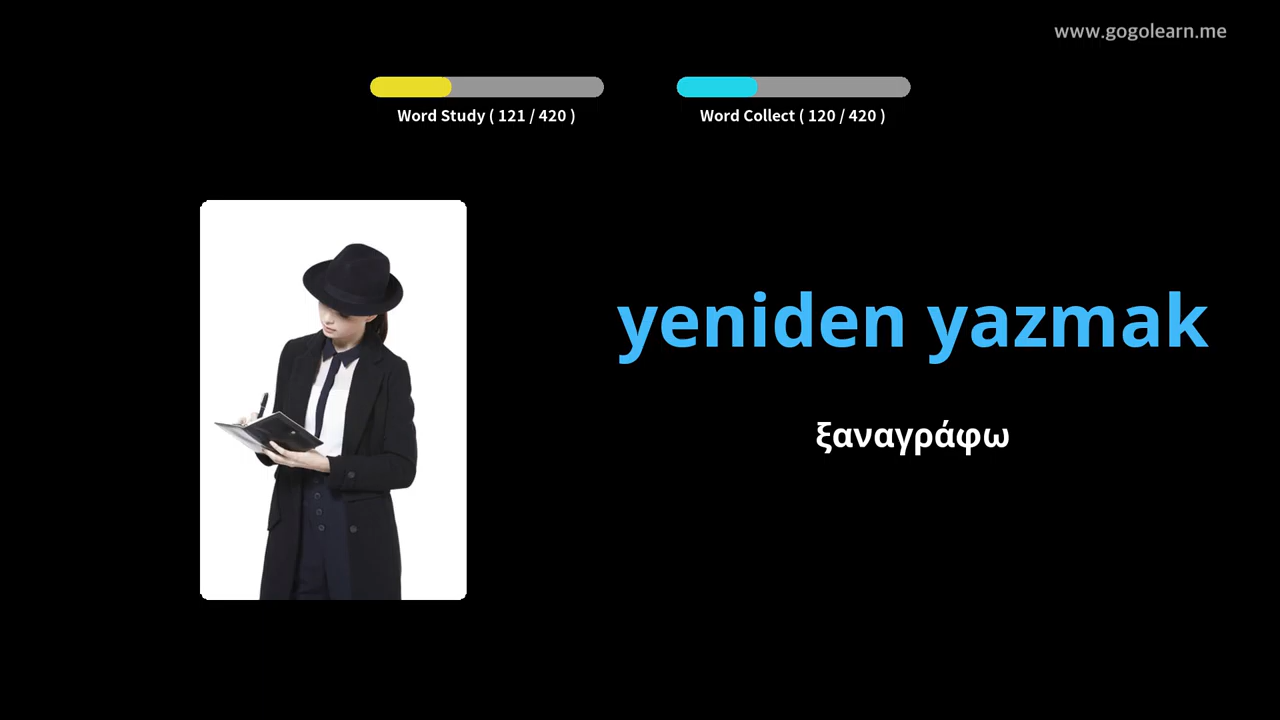 www.gogolearn.me
Word Study ( 121 / 420 )
Word Collect ( 120 / 420 )
yeniden yazmak
ξαναγράφω